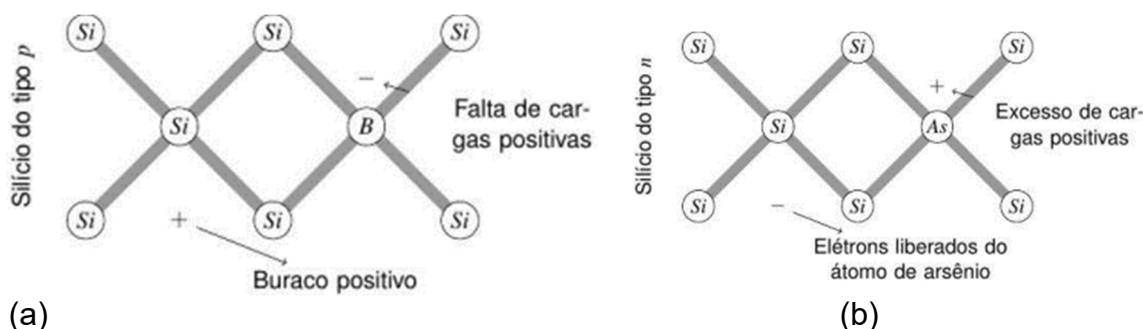 Silício do tipo p
Si
Si
Si
Si
B
−
Falta de car-
gas positivas
Si
Si
Si
+
Buraco positivo
(a)
Silício do tipo n
Si
Si
Si
Si
As
+
Excesso de car-
gas positivas
Si
Si
Si
−
Elétrons liberados do
átomo de arsênio
(b)